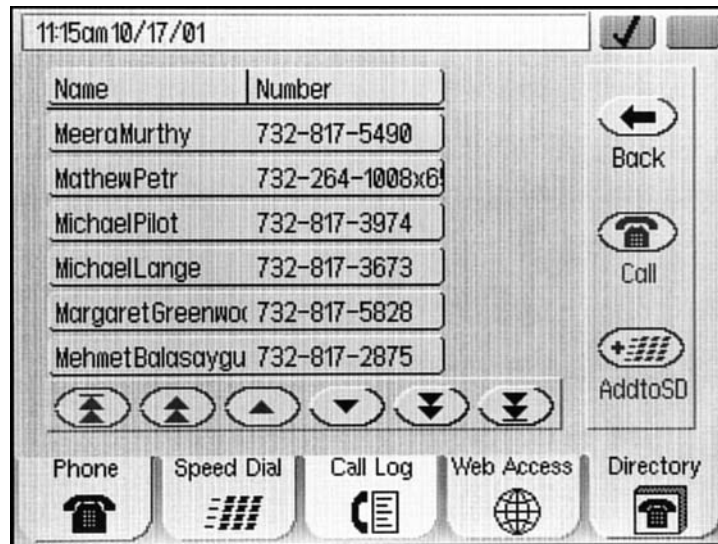 11:15am 10/17/01
Name Number
MeeraMurthy 732-817-5490
MathewPetr 732-264-1008x6
MichaelPilot 732-817-3974
MichaelLange 732-817-3673
MargaretGreenwoo 732-817-5828
MehmetBalasaygu 732-817-2875
Back
Call
AddtoSD
Phone Speed Dial Call Log Web Access Directory